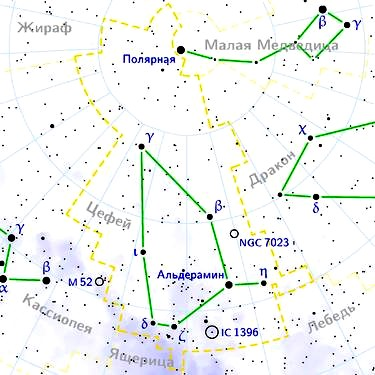 Жираф
β
γ
Малая Медведица
Полярная
γ
χ
Дракон
δ
Цефей
β
NGC 7023
γ
ι
Альдерамин
η
β
α
M 52
Кассиопея
δ
ζ
IC 1396
Лебедь
Ящерица